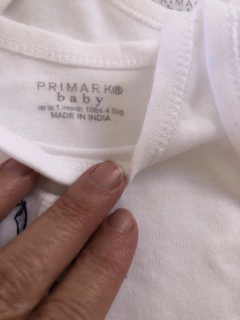 PRIMARK®
baby
up to 1 month 10lbs 4.5kg
MADE IN INDIA